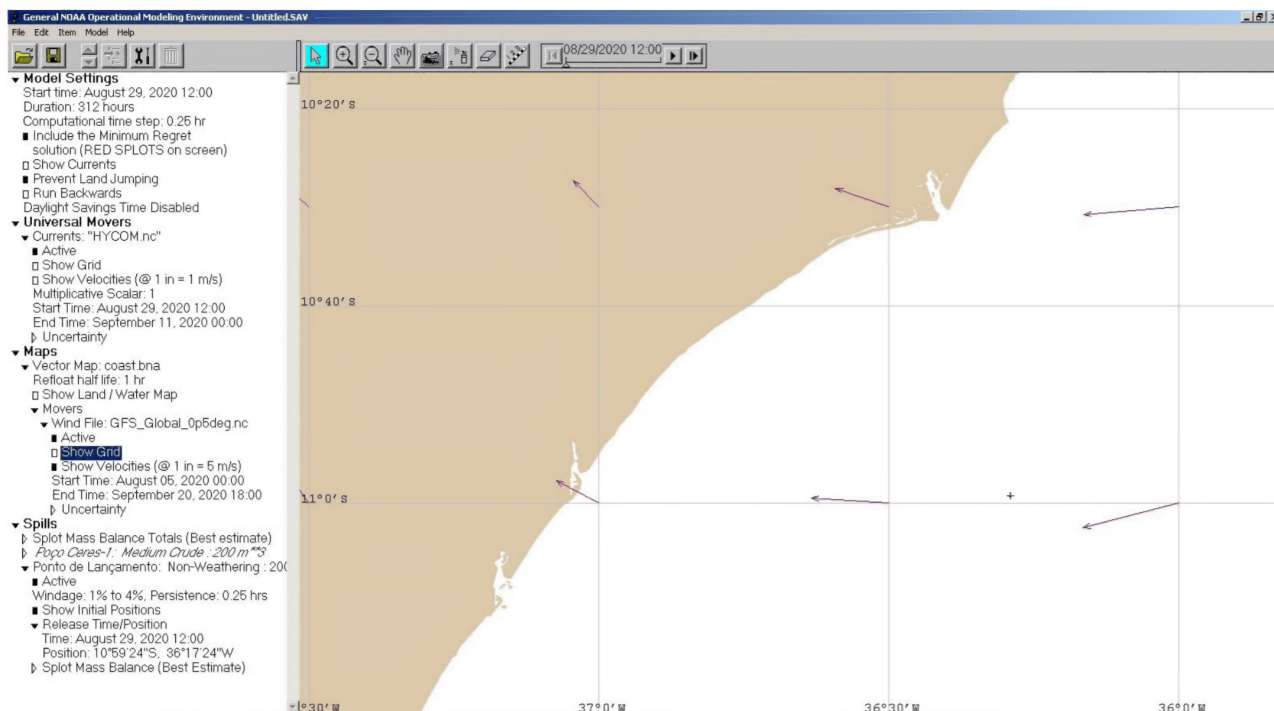 General NOAA Operational Modeling Environment - Untitled.SAV
File Edit Item Model Help
08/29/2020 12:00
Model Settings
Start time: August 29, 2020 12:00
Duration: 312 hours
Computational time step: 0.25 hr
Include the Minimum Regret
solution (RED SPLOTS on screen)
Show Currents
Prevent Land Jumping
Run Backwards
Daylight Savings Time Disabled
Universal Movers
Currents: "HYCOM.nc"
Active
Show Grid
Show Velocities (@ 1 in = 1 m/s)
Multiplicative Scalar: 1
Start Time: August 29, 2020 12:00
End Time: September 11, 2020 00:00
Uncertainty
Maps
Vector Map: coast.bna
Refloat half life: 1 hr
Show Land / Water Map
Movers
Wind File: GFS_Global_0p5deg.nc
Active
Show Grid
Show Velocities (@ 1 in = 5 m/s)
Start Time: August 05, 2020 00:00
End Time: September 20, 2020 18:00
Uncertainty
Spills
Splot Mass Balance Totals (Best estimate)
Poço Ceres-1.: Medium Crude : 200 m**3
Ponto de Lançamento: Non-Weathering : 200
Active
Windage: 1% to 4%, Persistence: 0.25 hrs
Show Initial Positions
Release Time/Position
Time: August 29, 2020 12:00
Position: 10°59'24"S, 36°17'24"W
Splot Mass Balance (Best Estimate)
10°20' S
10°40' S
11°0' S
°30' W
37°0' W
36°30' W
36°0' W